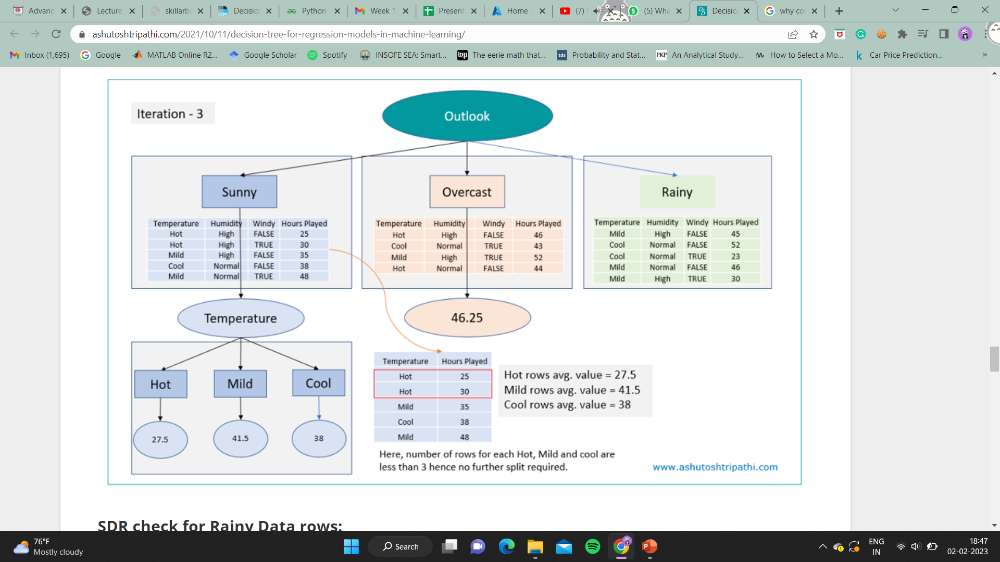 Advanc
Lecture
skillarbi
Decision
Python
Week 1
Present
Home -
(7)
5
(5) Wha
Decisio
why co
ashutoshtripathi.com/2021/10/11/decision-tree-for-regression-models-in-machine-learning/
Inbox (1,695)
Google
MATLAB Online R2...
Google Scholar
Spotify
INSOFE SEA: Smart...
wp
The eerie math that...
tds
Probability and Stat...
PKP
An Analytical Study...
How to Select a Mo...
k
Car Price Prediction...
»
Iteration - 3
Outlook
Sunny
Overcast
Rainy
Temperature Humidity Windy Hours Played
Hot High FALSE 25
Hot High TRUE 30
Mild High FALSE 35
Cool Normal FALSE 38
Mild Normal TRUE 48
Temperature Humidity Windy Hours Played
Hot High FALSE 46
Cool Normal TRUE 43
Mild High TRUE 52
Hot Normal FALSE 44
Temperature Humidity Windy Hours Played
Mild High FALSE 45
Cool Normal FALSE 52
Cool Normal TRUE 23
Mild Normal FALSE 46
Mild High TRUE 30
Temperature
46.25
Hot
Mild
Cool
27.5
41.5
38
Temperature Hours Played
Hot 25
Hot 30
Mild 35
Cool 38
Mild 48
Hot rows avg. value = 27.5
Mild rows avg. value = 41.5
Cool rows avg. value = 38
Here, number of rows for each Hot, Mild and cool are
less than 3 hence no further split required.
www.ashutoshtripathi.com
SDR check for Rainy Data rows:
76°F
Mostly cloudy
Search
ENG
IN
18:47
02-02-2023